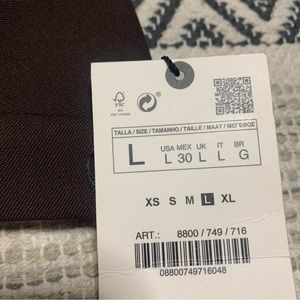 FSC
TALLA / SIZE / TAMANHO / TAILLE / MAAT / ΜΕΓΕΘΟΣ
L
USA MEX UK IT BR
L 30 L L G
XS S M L XL
ART.: 8800 / 749 / 716
08800749716048